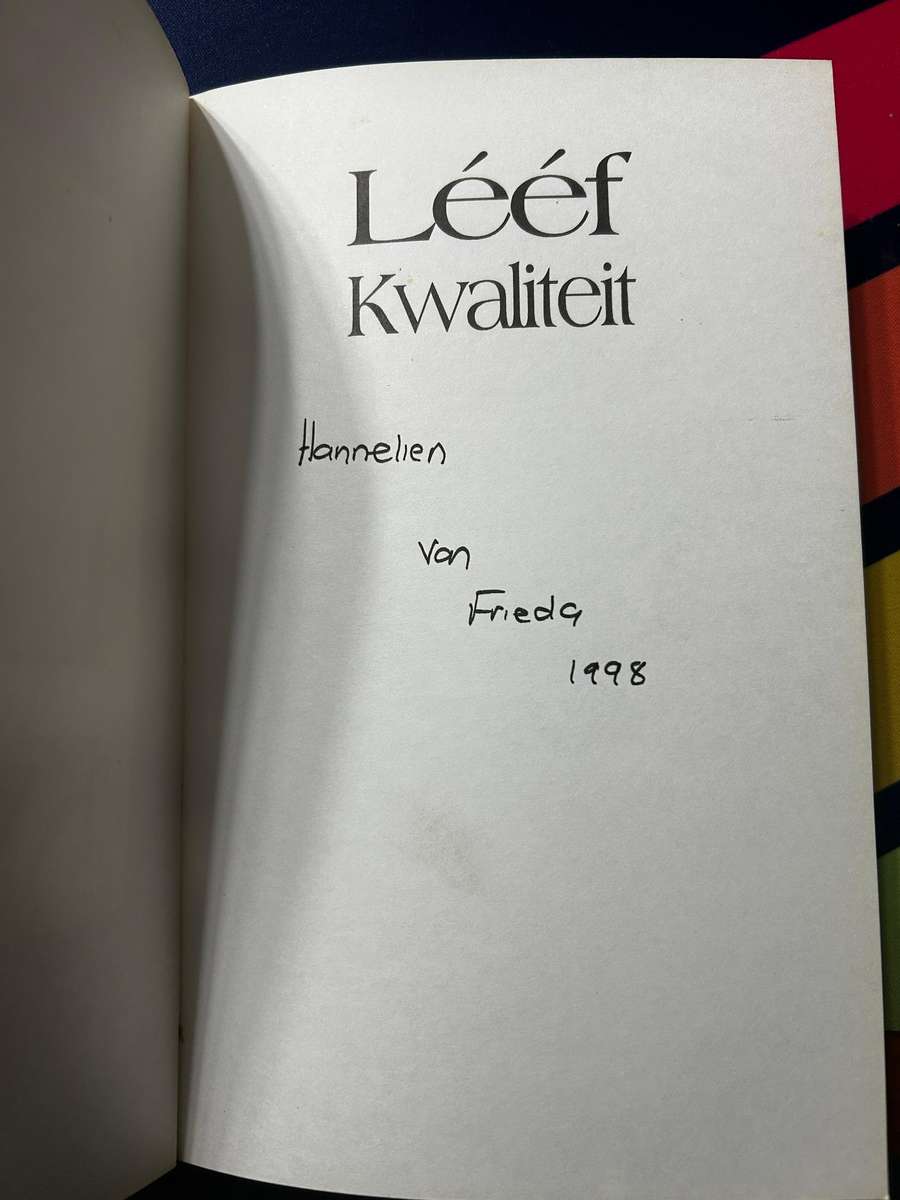 Lééf
Kwaliteit
Hannelien
Van
Frieda
1998